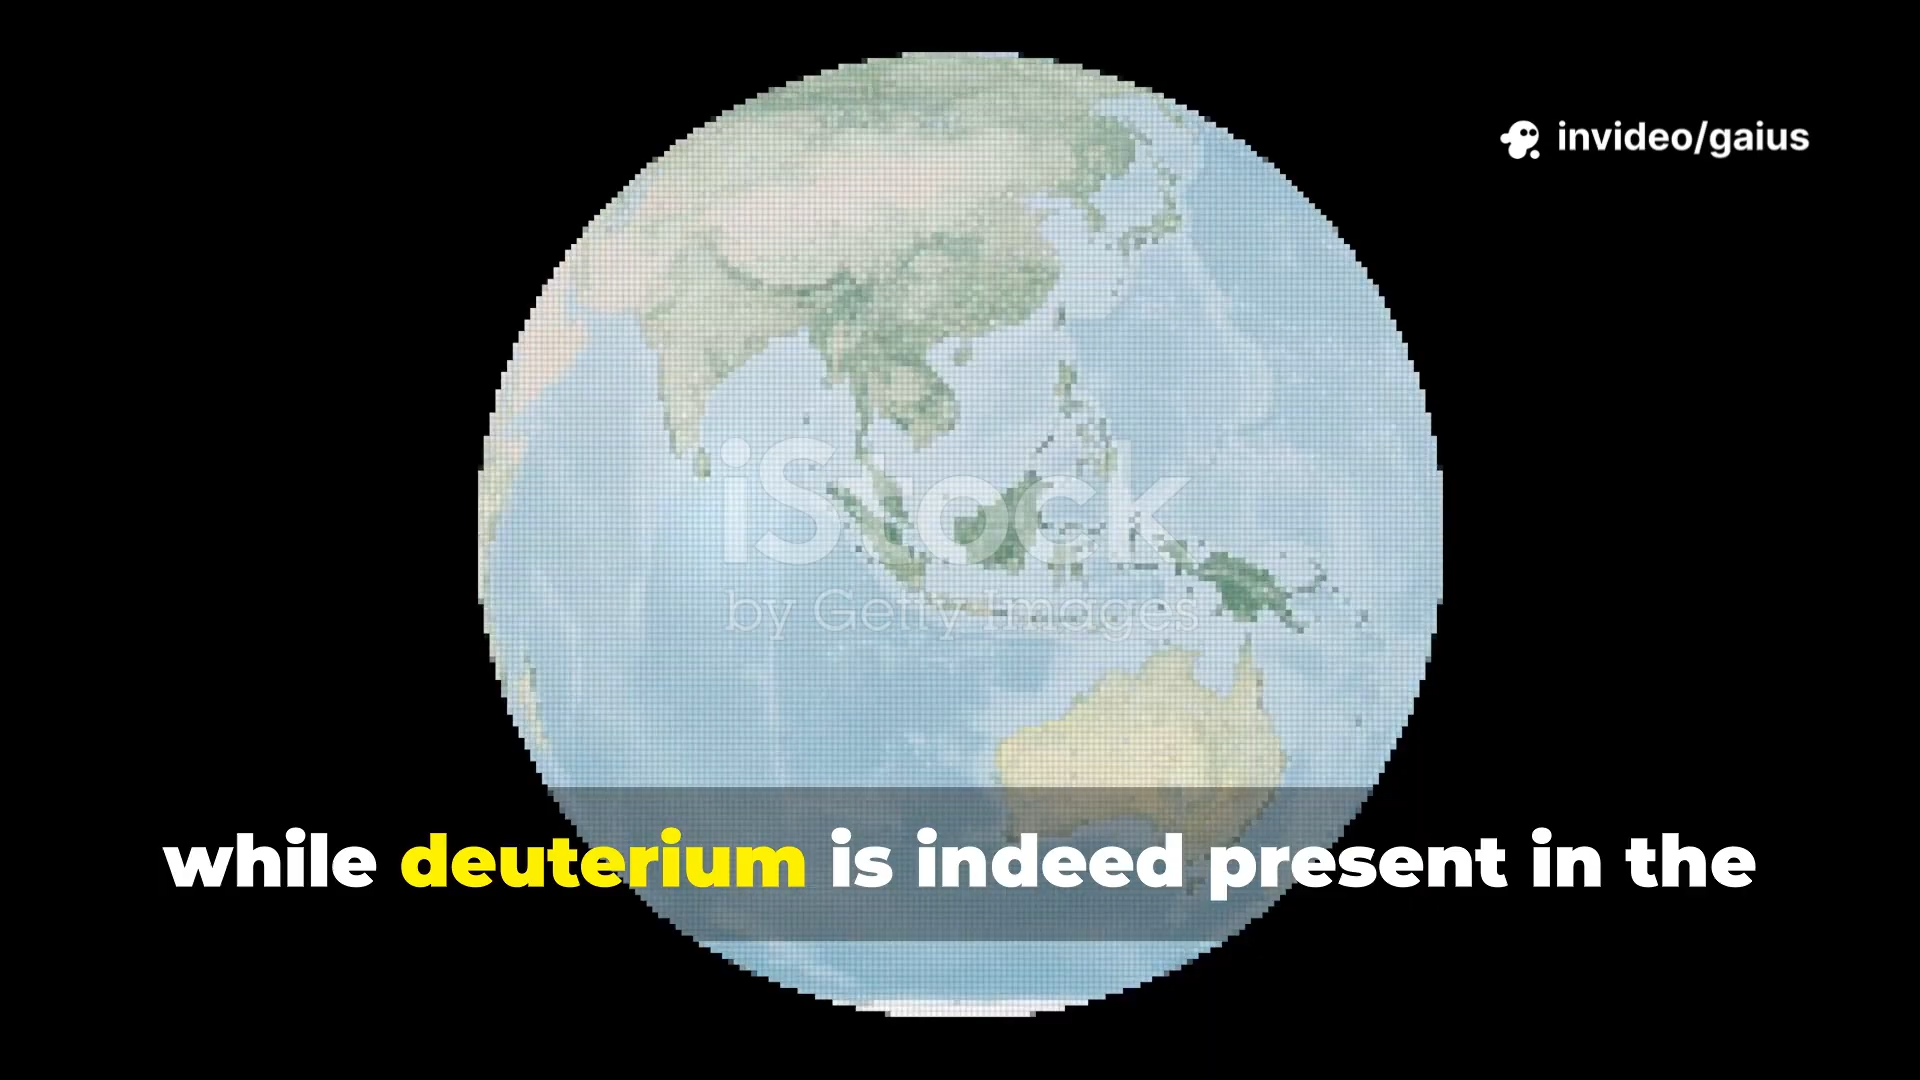 invideo/gaius
iStock
by Getty Images
while deuterium is indeed present in the